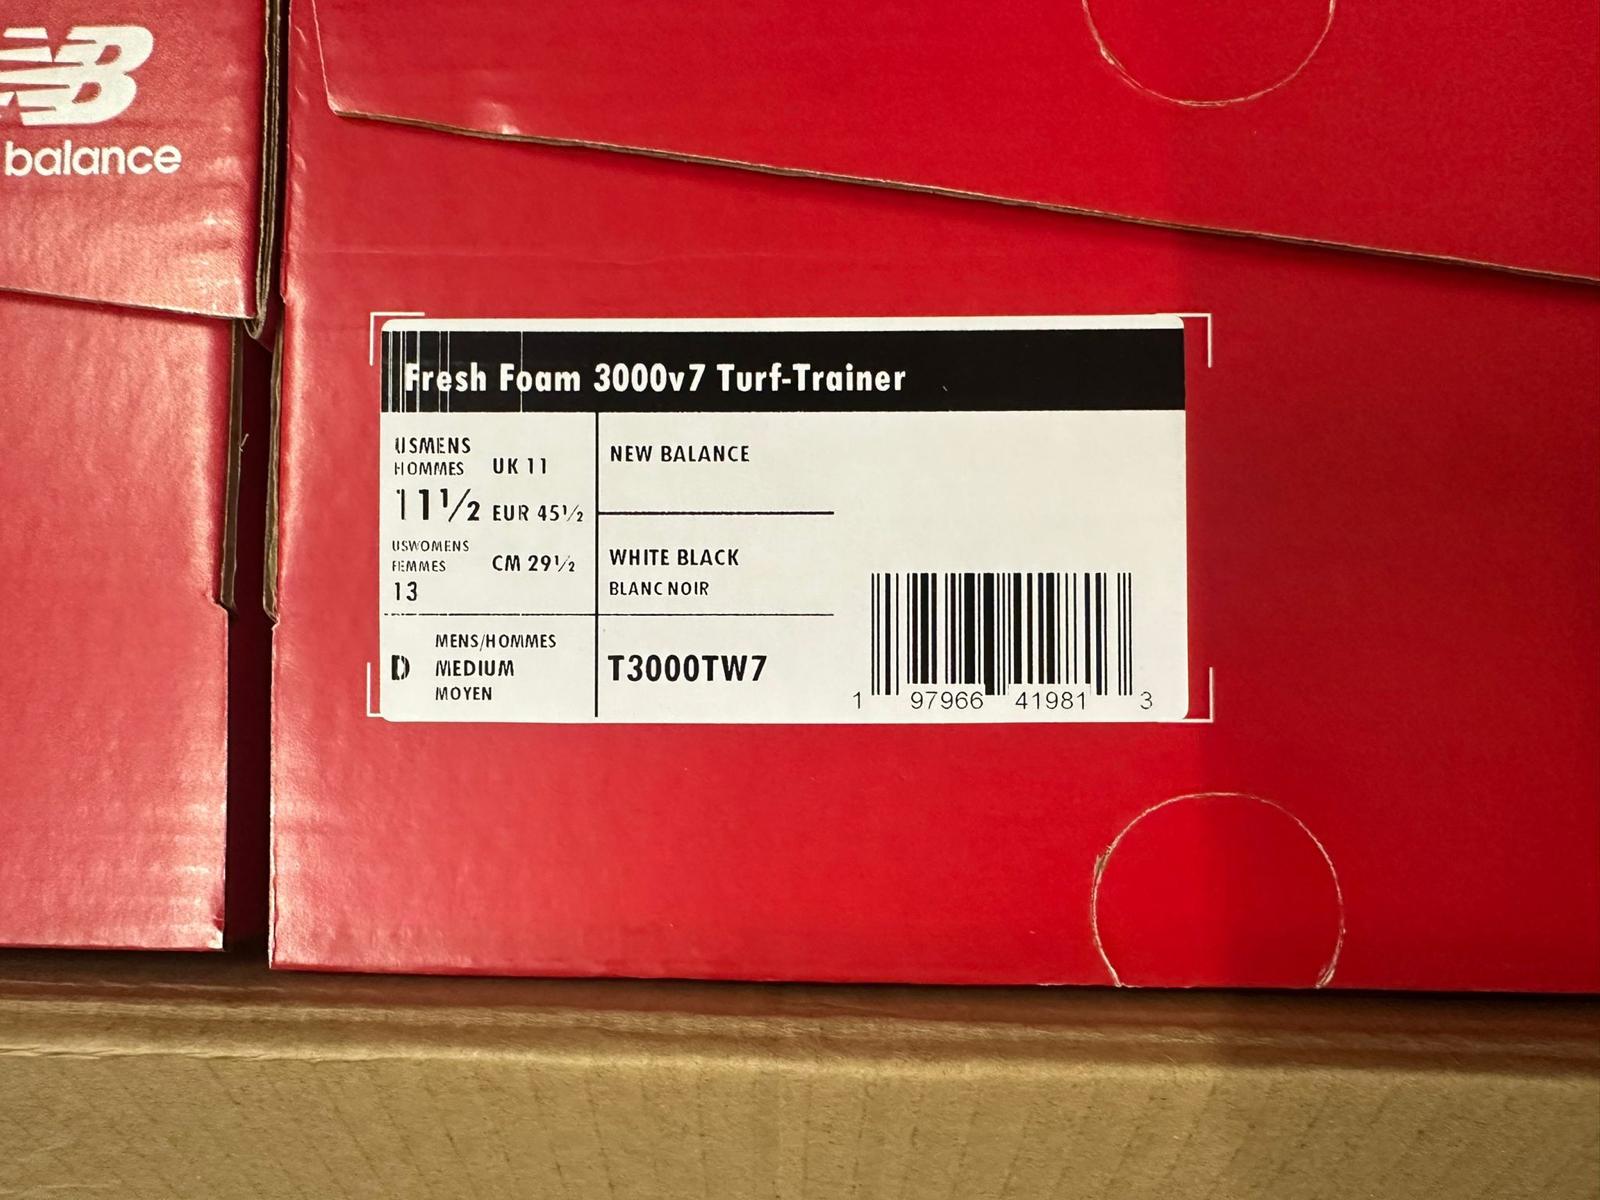 NB
balance
Fresh Foam 3000v7 Turf-Trainer
USMENS
HOMMES
11½
UK 11
EUR 45½
USWOMENS
FEMMES
13
CM 29½
NEW BALANCE
WHITE BLACK
BLANC NOIR
D
MENS/HOMMES
MEDIUM
MOYEN
T3000TW7
1 97966 41981 3